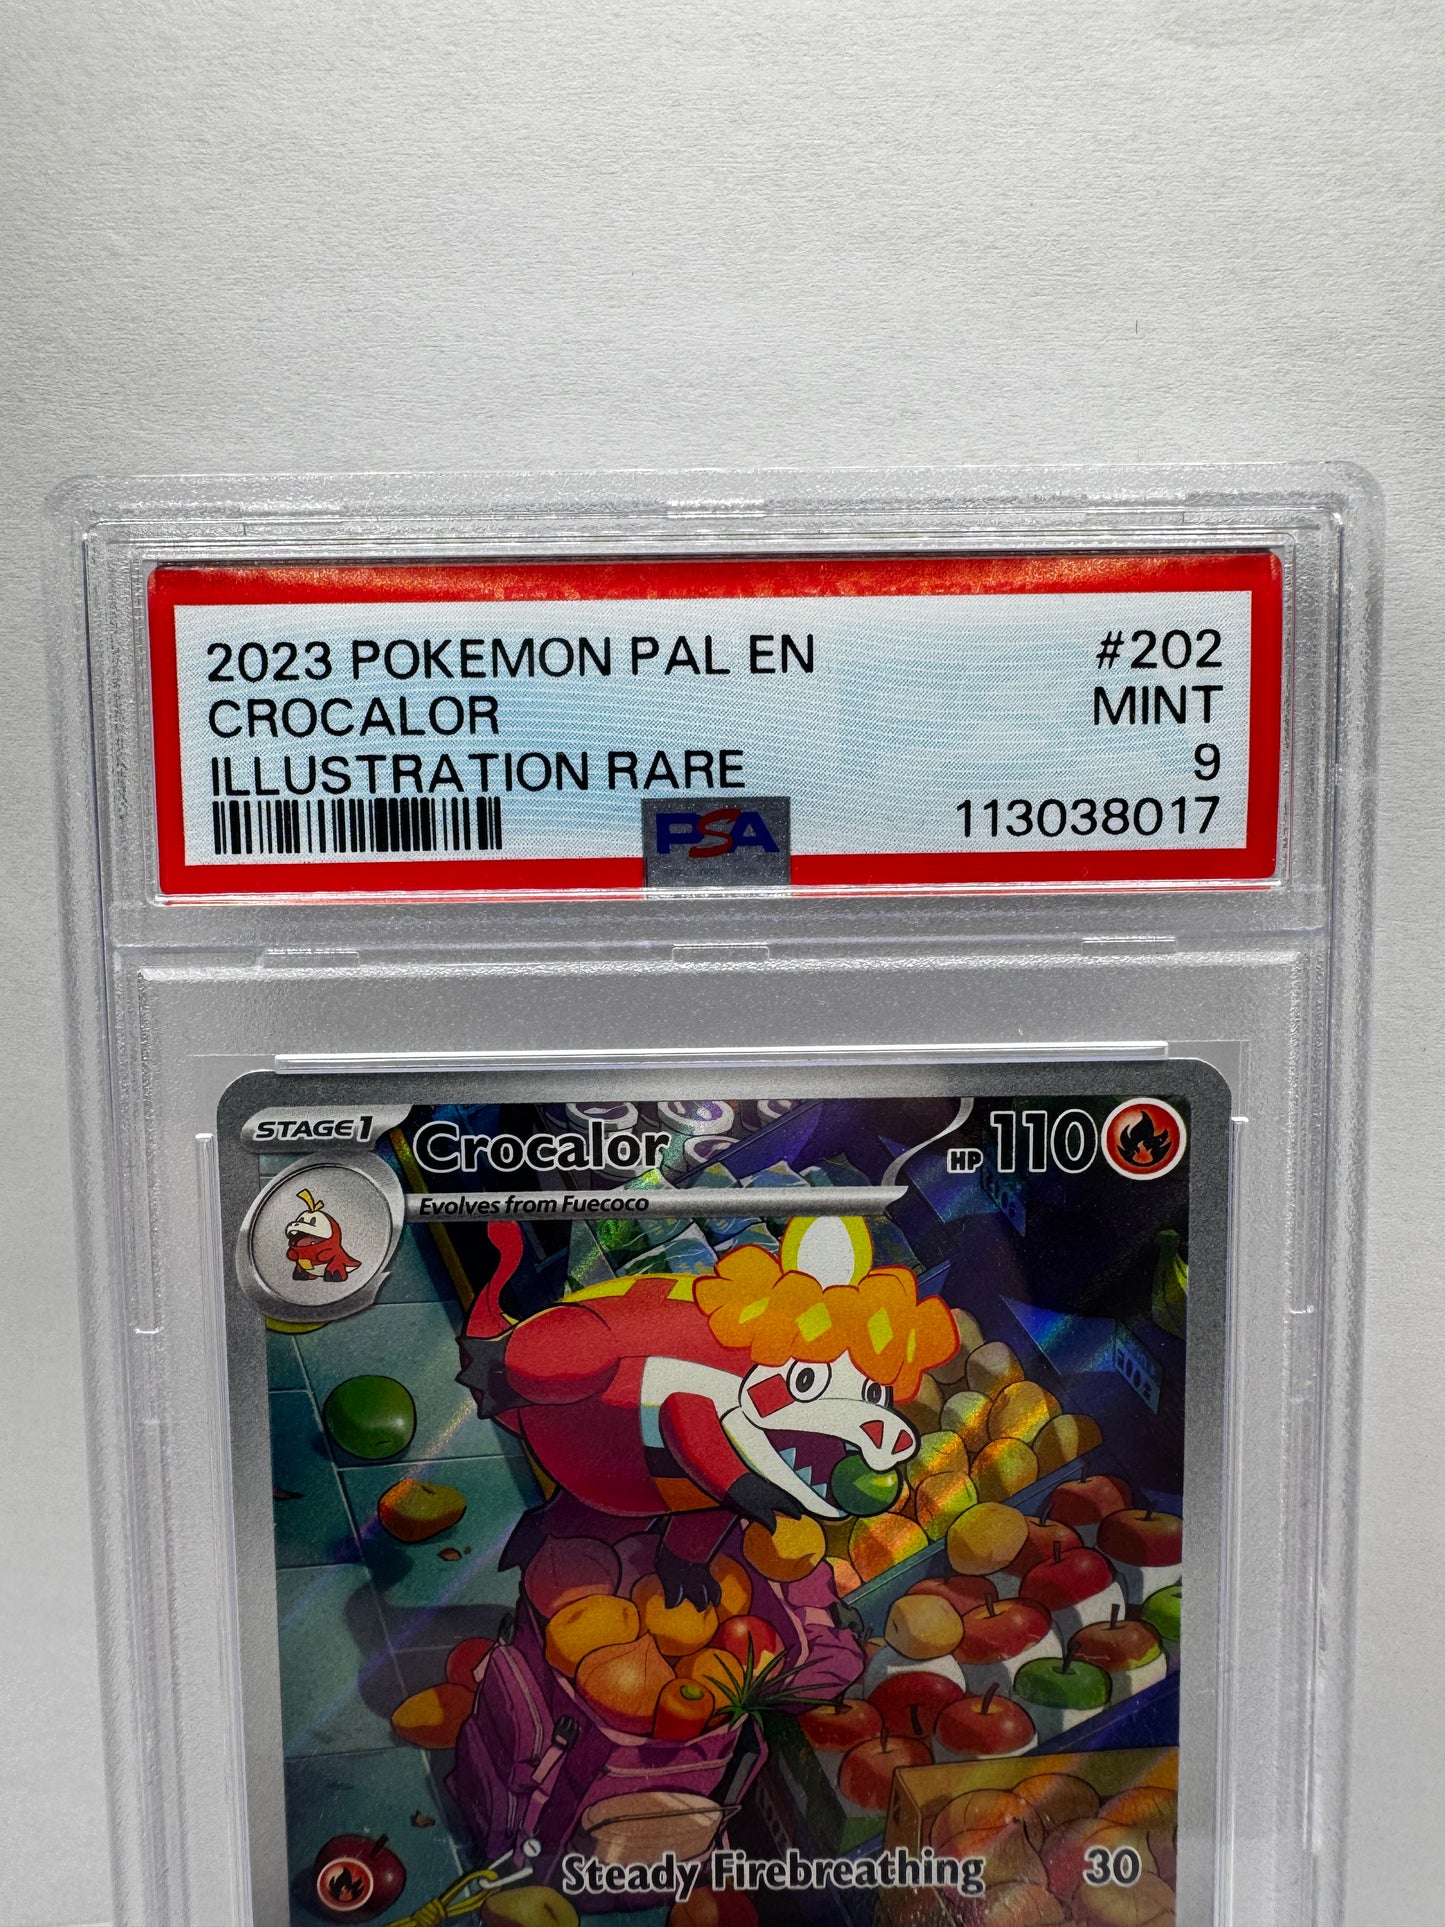 2023 POKEMON PAL EN #202
CROCALOR MINT
ILLUSTRATION RARE 9
PSA 113038017
STAGE 1 Crocalor HP 110
Evolves from Fuecoco
Steady Firebreathing 30